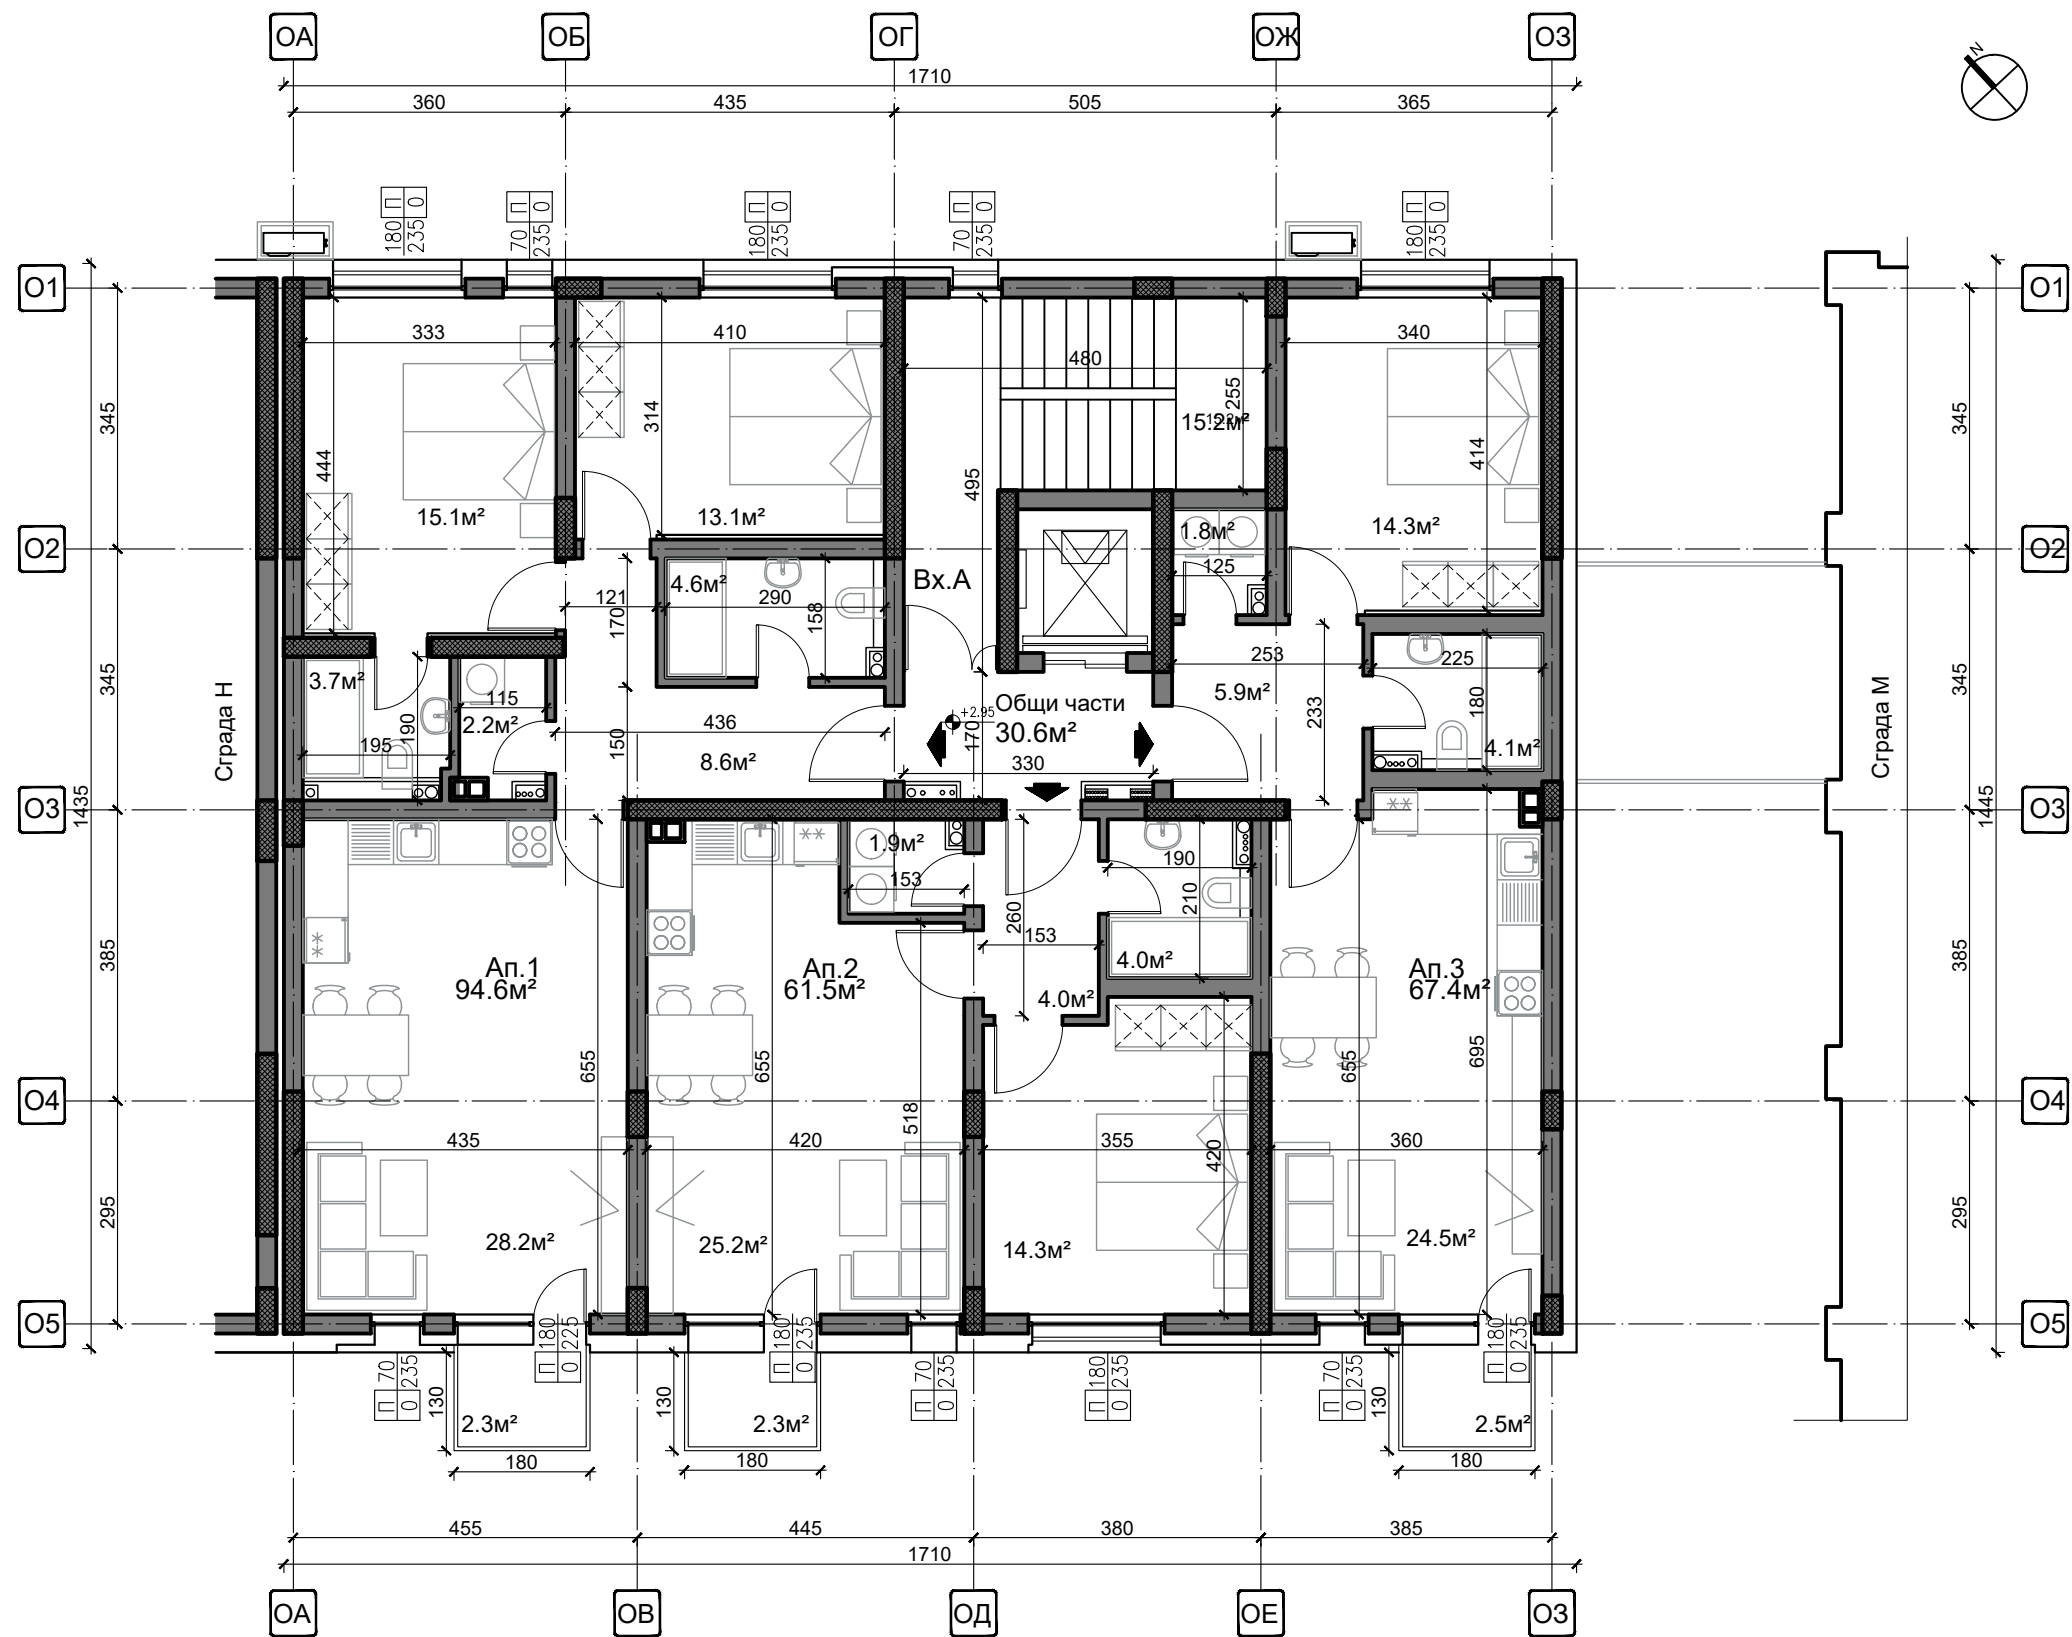 ОА ОБ ОГ ОЖ ОЗ
N
1710
360 435 505 365
180 П
235 0
70 П
235 0
180 П
235 0
70 П
235 0
180 П
235 0
О1 О1
333 410 480 340
345 444 314 495 255 414 345
15.2м²
15.1м² 13.1м² 1.8м² 14.3м²
О2 О2
Вх.А
4.6м² 290 121 125
170 158
253 225
3.7м² 115 5.9м²
345 Сграда Н 190 2.2м² 436 +2.95 Общи части 233 180 Сграда М 345
195 150 8.6м² 170 30.6м² 4.1м²
330
О3 1435 1445 О3
1.9м² 190
153 210
260 153
385 Ап.1 Ап.2 4.0м² Ап.3 385
94.6м² 61.5м² 4.0м² 67.4м²
655 655 655 695
О4 О4
518
435 420 355 420 360
295 28.2м² 25.2м² 14.3м² 24.5м² 295
О5 О5
П 180
0 225
П 180
0 235
П 180
0 235
П 70
0 235
П 70
0 235
П 180
0 235
П 70
0 235
130 2.3м² 130 2.3м² 130 2.5м²
180 180 180
455 445 380 385
1710
ОА ОВ ОД ОЕ ОЗ